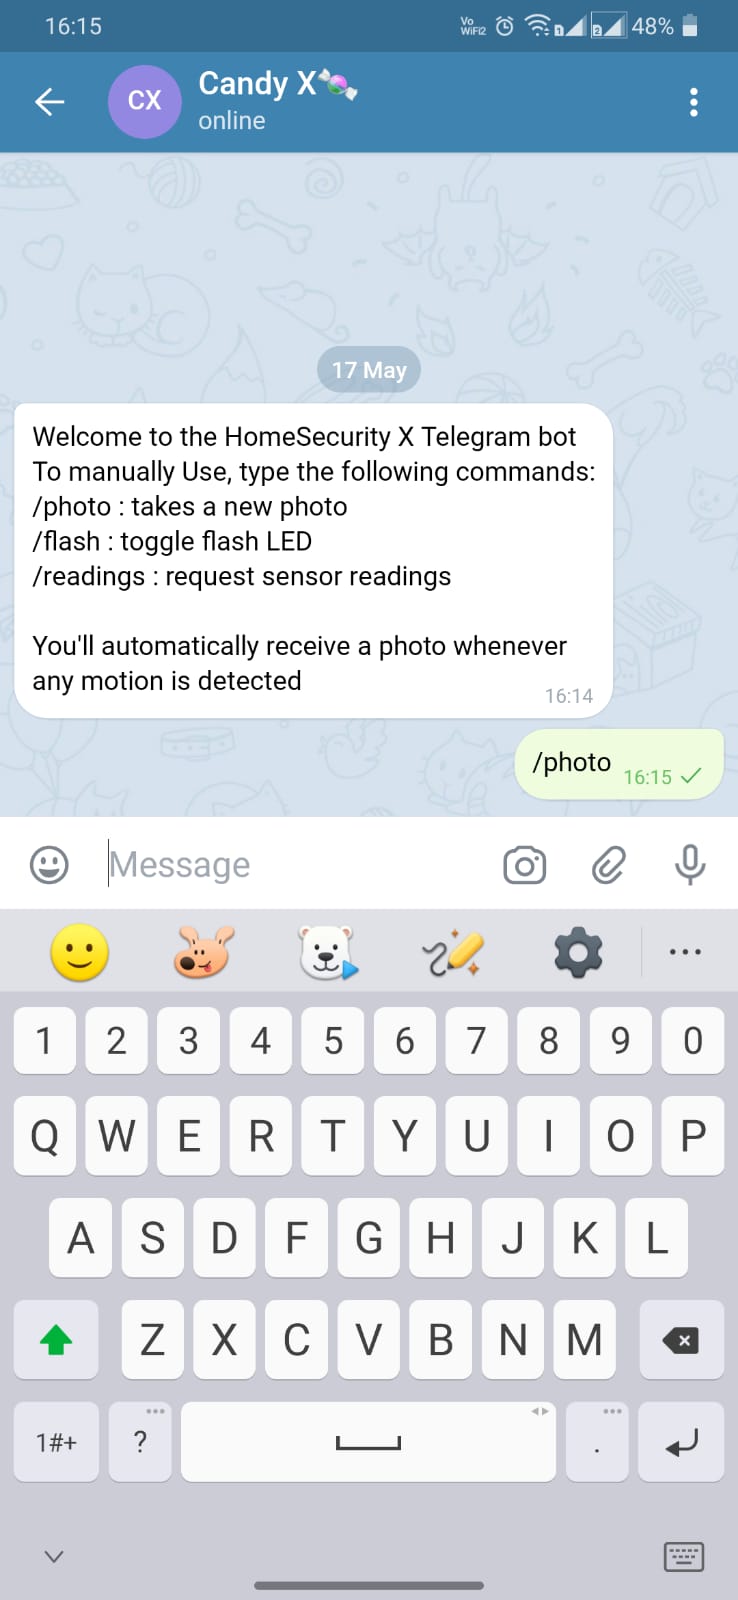 16:15
Vo
WiFi2
1
2
48%
CX
Candy X🍬
online
17 May
Welcome to the HomeSecurity X Telegram bot
To manually Use, type the following commands:
/photo : takes a new photo
/flash : toggle flash LED
/readings : request sensor readings
You'll automatically receive a photo whenever
any motion is detected
16:14
/photo
16:15
Message
1 2 3 4 5 6 7 8 9 0
Q W E R T Y U I O P
A S D F G H J K L
Z X C V B N M
1#+ ? .